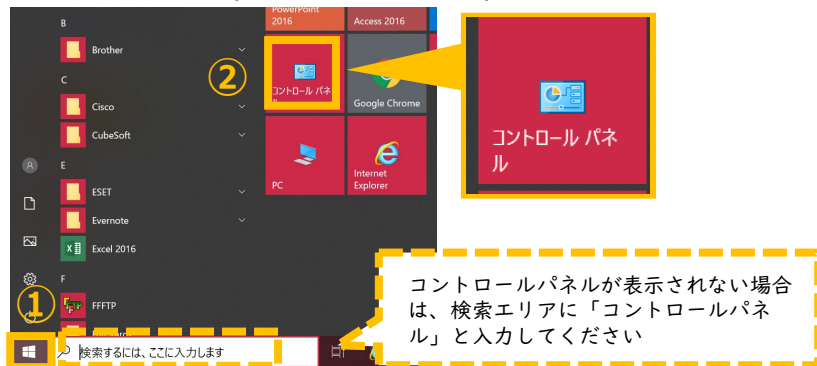 PowerPoint
2016
Access 2016
B
Brother
②
コントロール パネ
Google Chrome
C
Cisco
CubeSoft
コントロール パネ
ル
E
PC
Internet
Explorer
ESET
Evernote
Excel 2016
F
①
FFFTP
コントロールパネルが表示されない場合
は、検索エリアに「コントロールパネ
ル」と入力してください
検索するには、ここに入力します